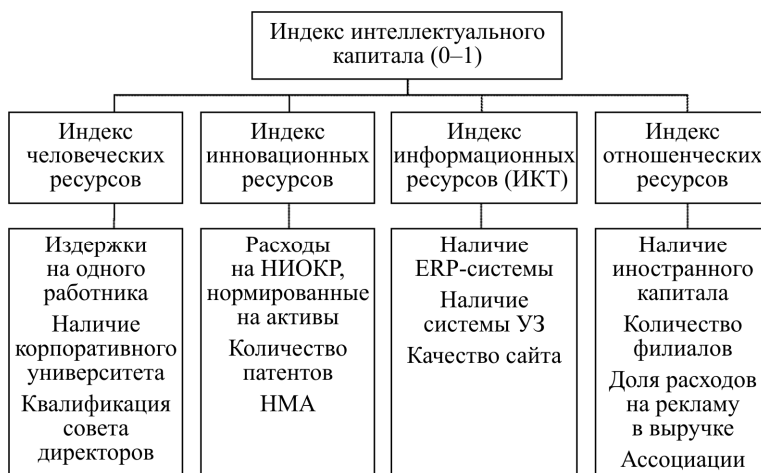 Индекс интеллектуального
капитала (0–1)
Индекс
человеческих
ресурсов
Индекс
инновационных
ресурсов
Индекс
информационных
ресурсов (ИКТ)
Индекс
отношенческих
ресурсов
Издержки
на одного
работника
Наличие
корпоративного
университета
Квалификация
совета
директоров
Расходы
на НИОКР,
нормированные
на активы
Количество
патентов
НМА
Наличие
ERP-системы
Наличие
системы УЗ
Качество сайта
Наличие
иностранного
капитала
Количество
филиалов
Доля расходов
на рекламу
в выручке
Ассоциации